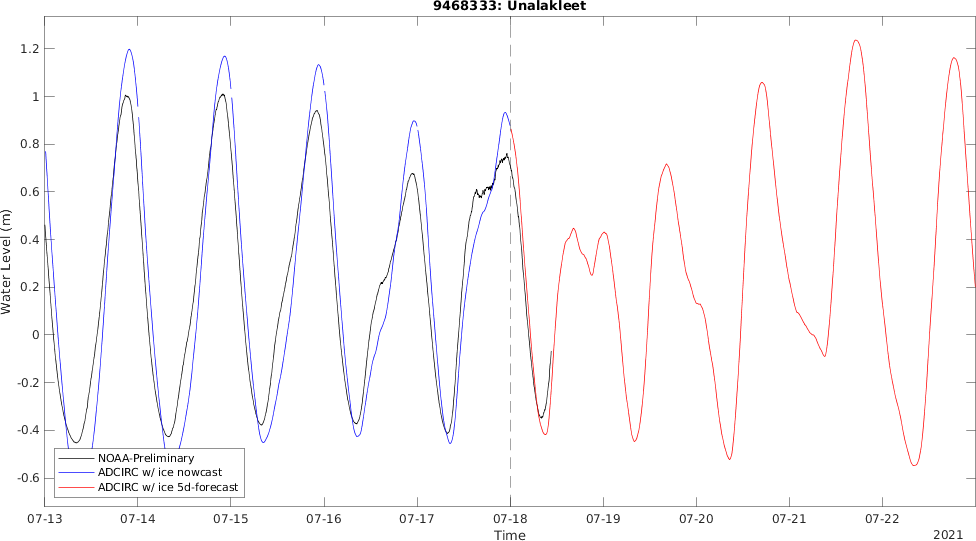 9468333: Unalakleet
1.2
1
0.8
0.6
0.4
0.2
0
-0.2
-0.4
-0.6
Water Level (m)
NOAA-Preliminary
ADCIRC w/ ice nowcast
ADCIRC w/ ice 5d-forecast
07-13 07-14 07-15 07-16 07-17 07-18 07-19 07-20 07-21 07-22
Time
2021